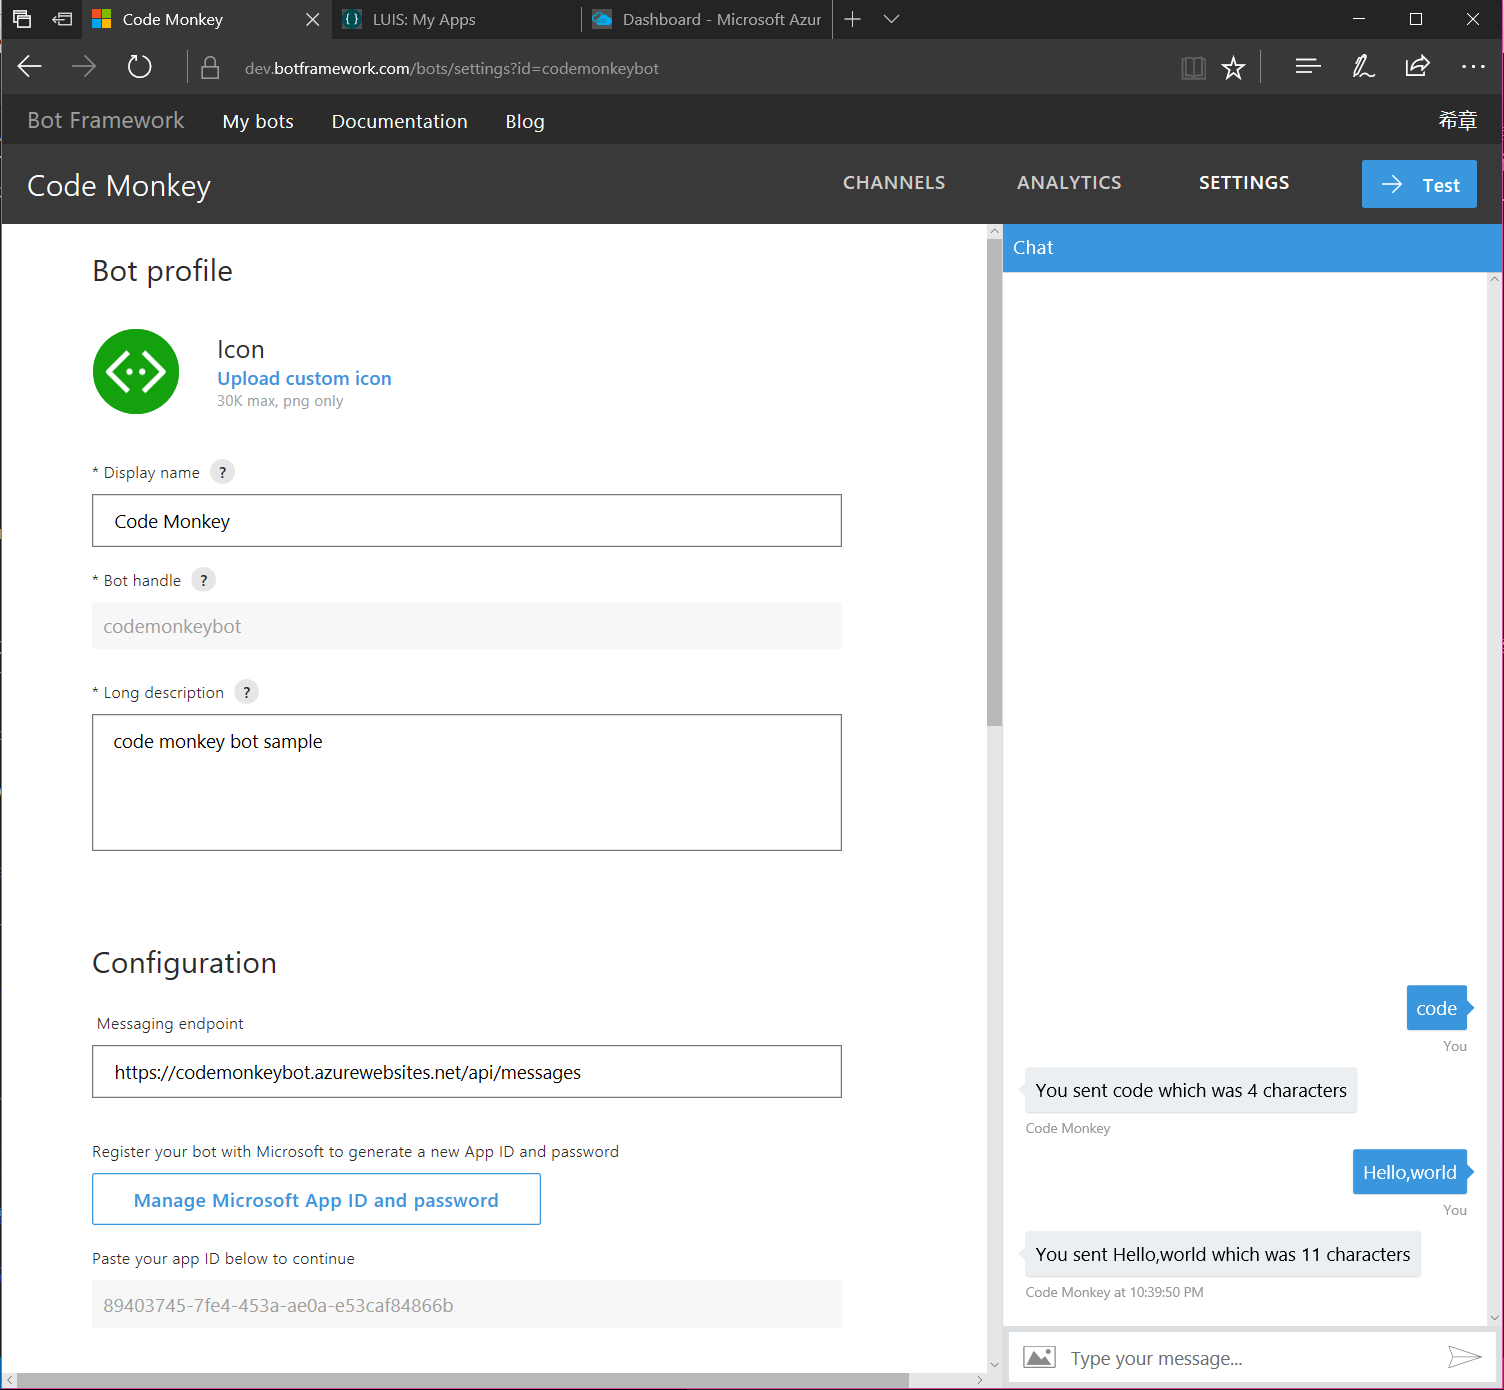 Code Monkey
LUIS: My Apps
Dashboard - Microsoft Azur
dev.botframework.com/bots/settings?id=codemonkeybot
Bot Framework My bots Documentation Blog 希章
Code Monkey CHANNELS ANALYTICS SETTINGS Test
Bot profile
Icon
Upload custom icon
30K max, png only
* Display name ?
Code Monkey
* Bot handle ?
codemonkeybot
* Long description ?
code monkey bot sample
Configuration
Messaging endpoint
https://codemonkeybot.azurewebsites.net/api/messages
Register your bot with Microsoft to generate a new App ID and password
Manage Microsoft App ID and password
Paste your app ID below to continue
89403745-7fe4-453a-ae0a-e53caf84866b
Chat
code
You
You sent code which was 4 characters
Code Monkey
Hello,world
You
You sent Hello,world which was 11 characters
Code Monkey at 10:39:50 PM
Type your message...